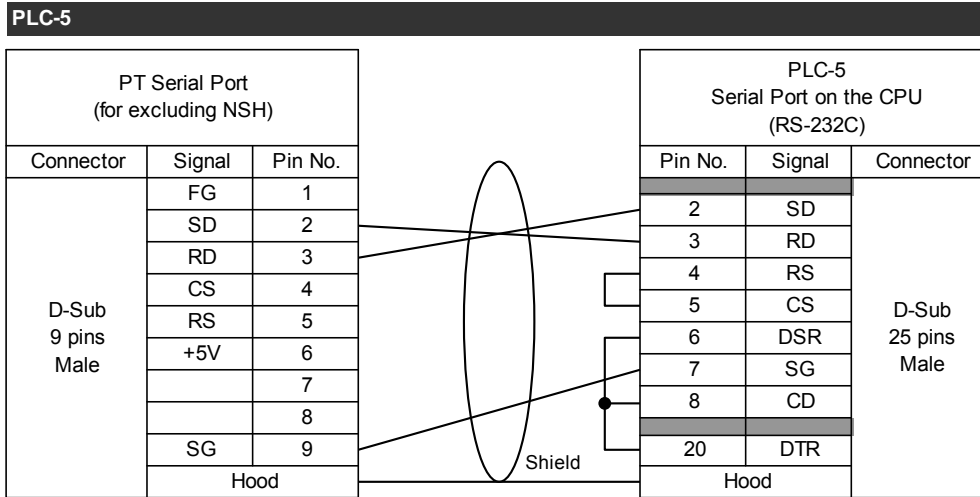 PLC-5
PT Serial Port
(for excluding NSH)
Connector Signal Pin No.
D-Sub
9 pins
Male
FG 1
SD 2
RD 3
CS 4
RS 5
+5V 6
7
8
SG 9
Hood
Shield
PLC-5
Serial Port on the CPU
(RS-232C)
Pin No. Signal Connector
2 SD
3 RD
4 RS
5 CS
6 DSR
7 SG
8 CD
20 DTR
Hood
D-Sub
25 pins
Male